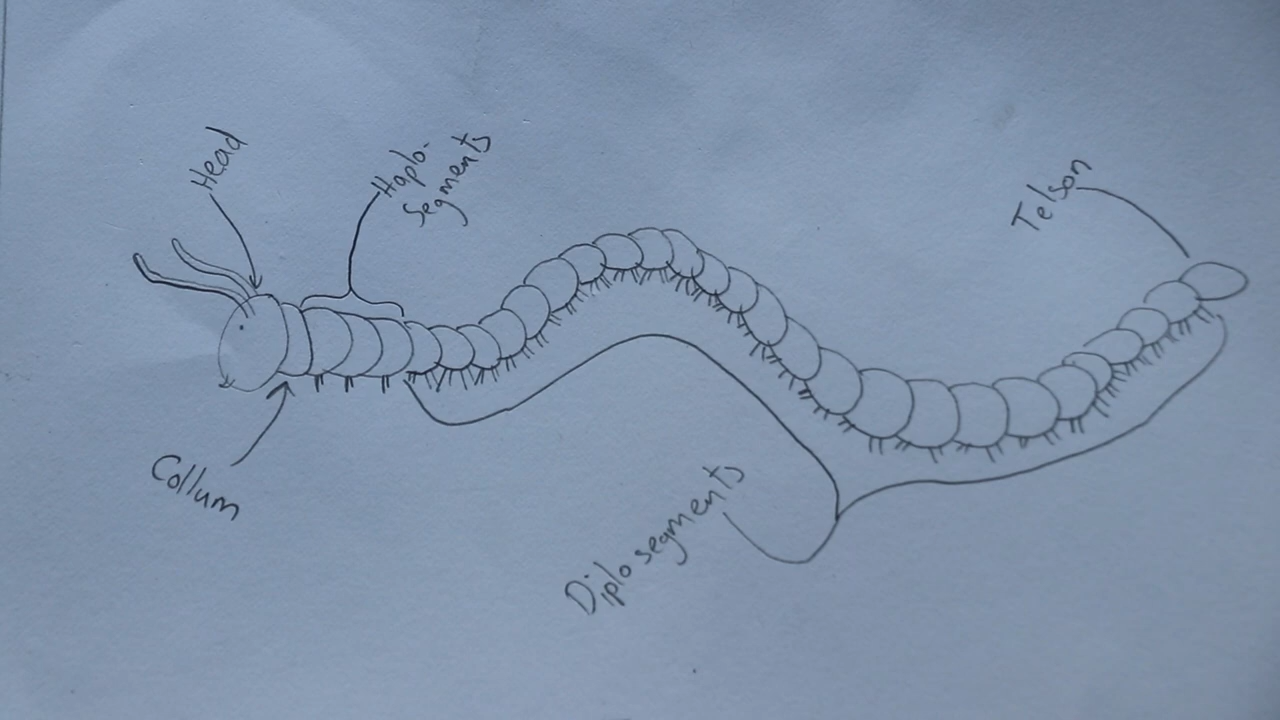 Head
Haplo-
segments
Telson
Collum
Diplosegments